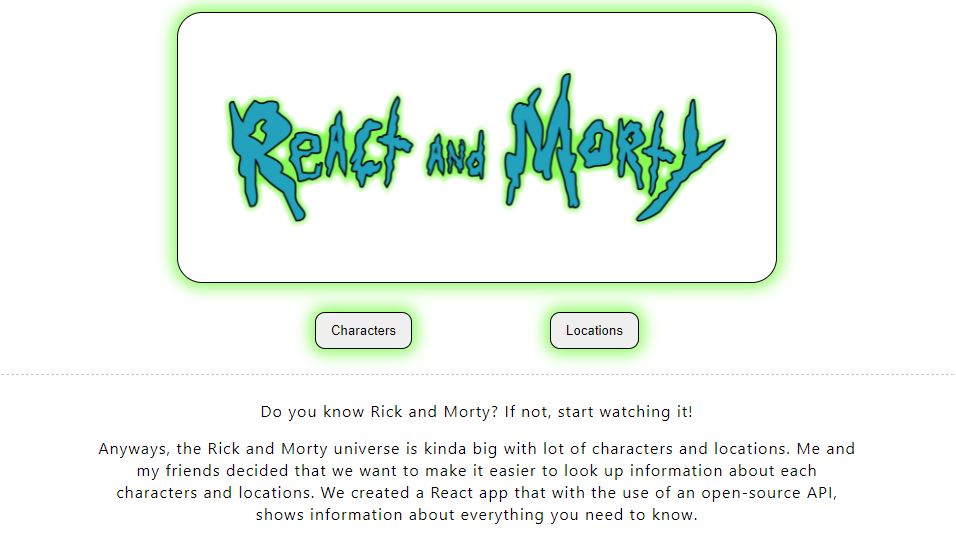 React and Morty
Characters
Locations
Do you know Rick and Morty? If not, start watching it!
Anyways, the Rick and Morty universe is kinda big with lot of characters and locations. Me and
my friends decided that we want to make it easier to look up information about each
characters and locations. We created a React app that with the use of an open-source API,
shows information about everything you need to know.